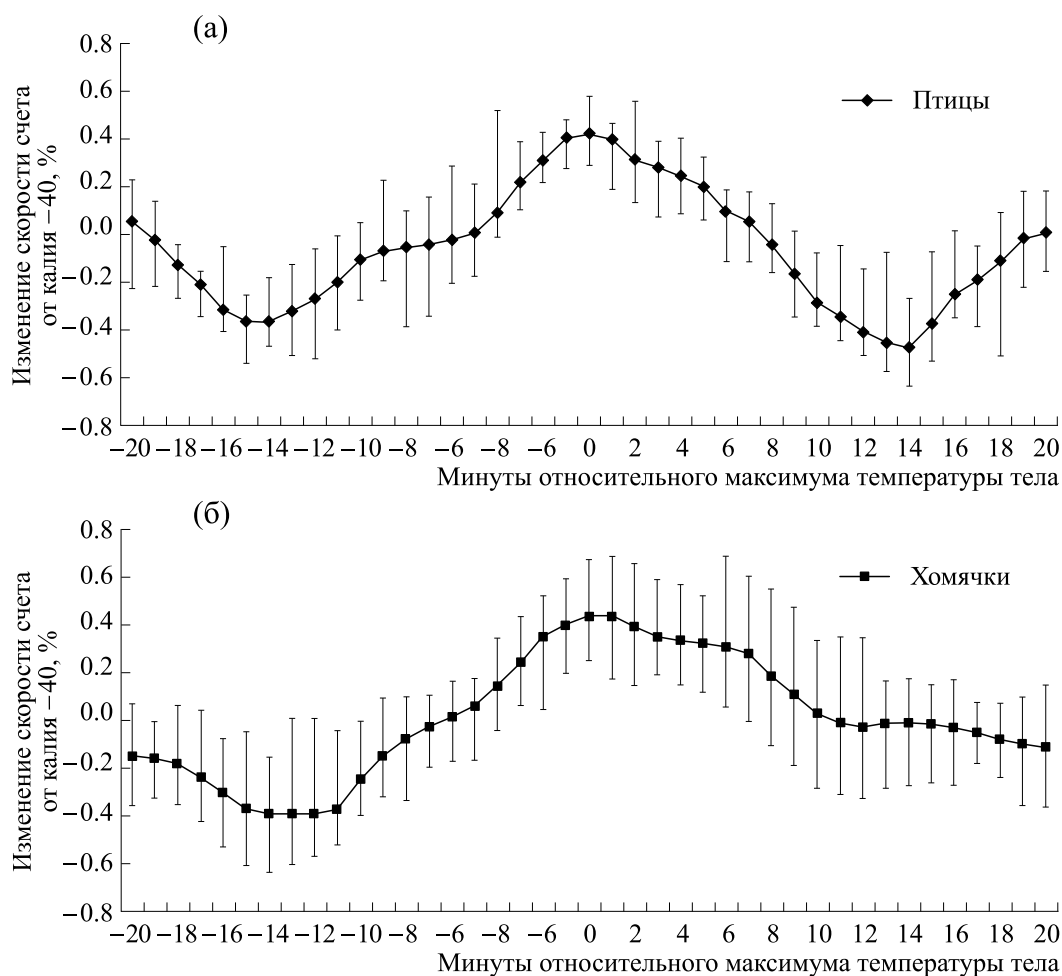 (а)
0.8
0.6
0.4
0.2
0.0
−0.2
−0.4
−0.6
−0.8
Изменение скорости счета
от калия −40, %
Птицы
−20 −18 −16 −14 −12 −10 −8 −6 −8 −6 0 2 4 6 8 10 12 14 16 18 20
Минуты относительного максимума температуры тела
(б)
0.8
0.6
0.4
0.2
0.0
−0.2
−0.4
−0.6
−0.8
Изменение скорости счета
от калия −40, %
Хомячки
−20 −18 −16 −14 −12 −10 −8 −6 −8 −6 0 2 4 6 8 10 12 14 16 18 20
Минуты относительного максимума температуры тела